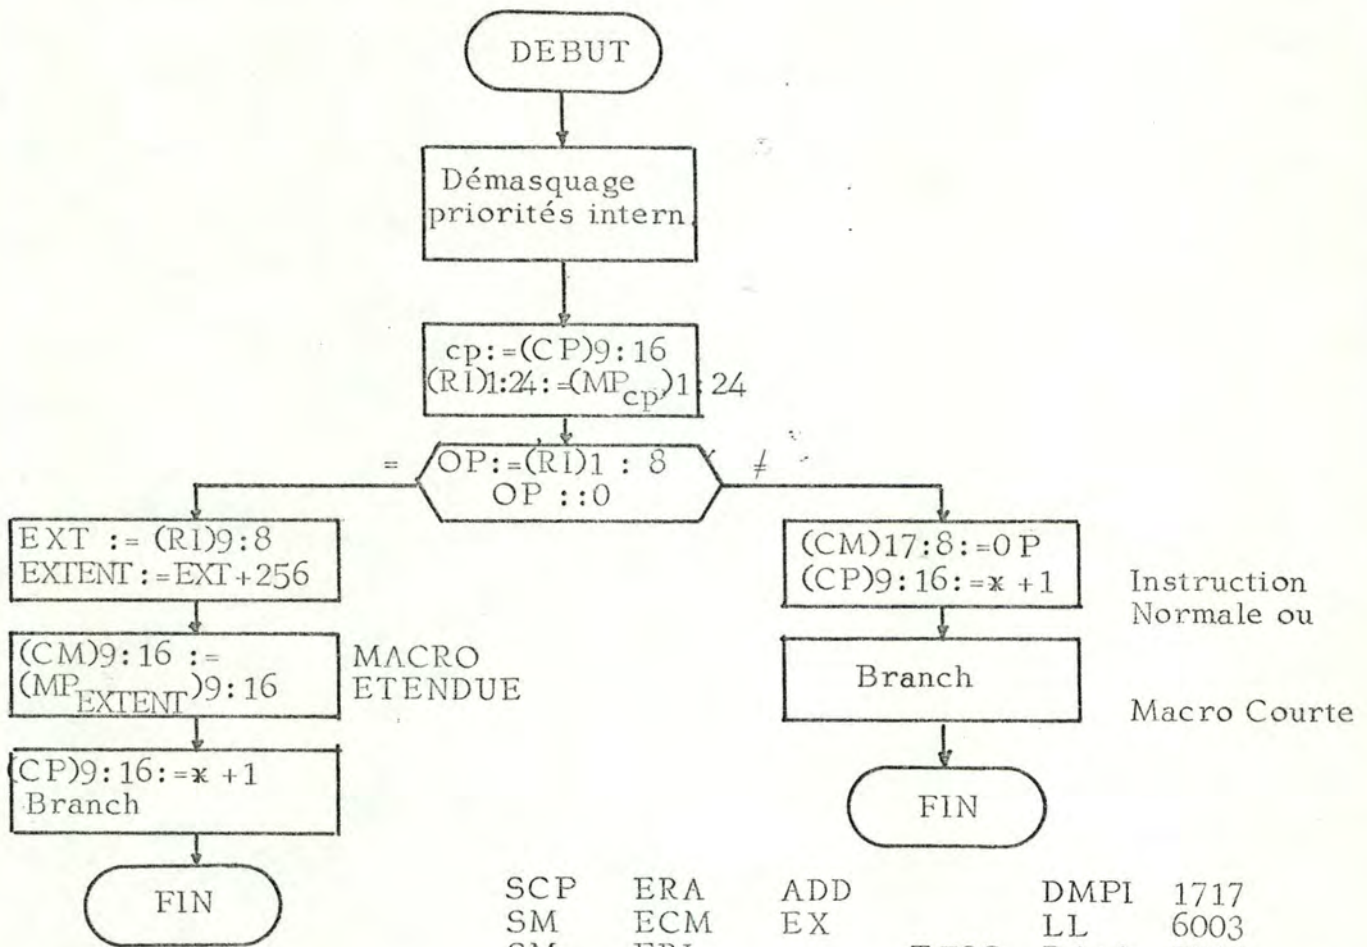 DEBUT
Démasquage
priorités intern.
cp:=(CP)9:16
(RI)1:24:=(MPcp)1:24
= OP:=(RI)1 : 8 ≠
OP ::0
EXT := (RI)9:8
EXTENT:=EXT+256
(CM)9:16 :=
(MPEXTENT)9:16
MACRO
ETENDUE
(CP)9:16:=x +1
Branch
FIN
(CM)17:8:=OP
(CP)9:16:=x +1
Instruction
Normale ou
Branch
Macro Courte
FIN
SCP ERA ADD DMPI 1717
SM ECM EX LL 6003
SM